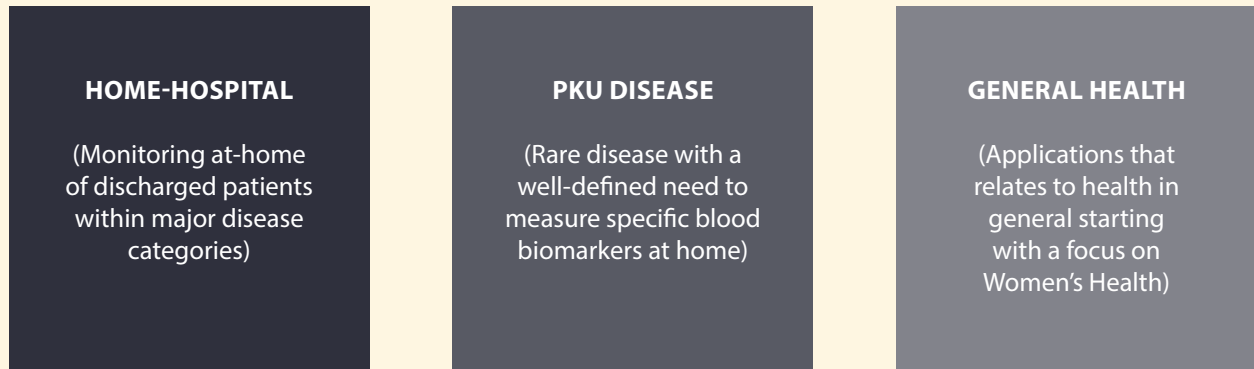 HOME-HOSPITAL
(Monitoring at-home
of discharged patients
within major disease
categories)
PKU DISEASE
(Rare disease with a
well-defined need to
measure specific blood
biomarkers at home)
GENERAL HEALTH
(Applications that
relates to health in
general starting
with a focus on
Women’s Health)